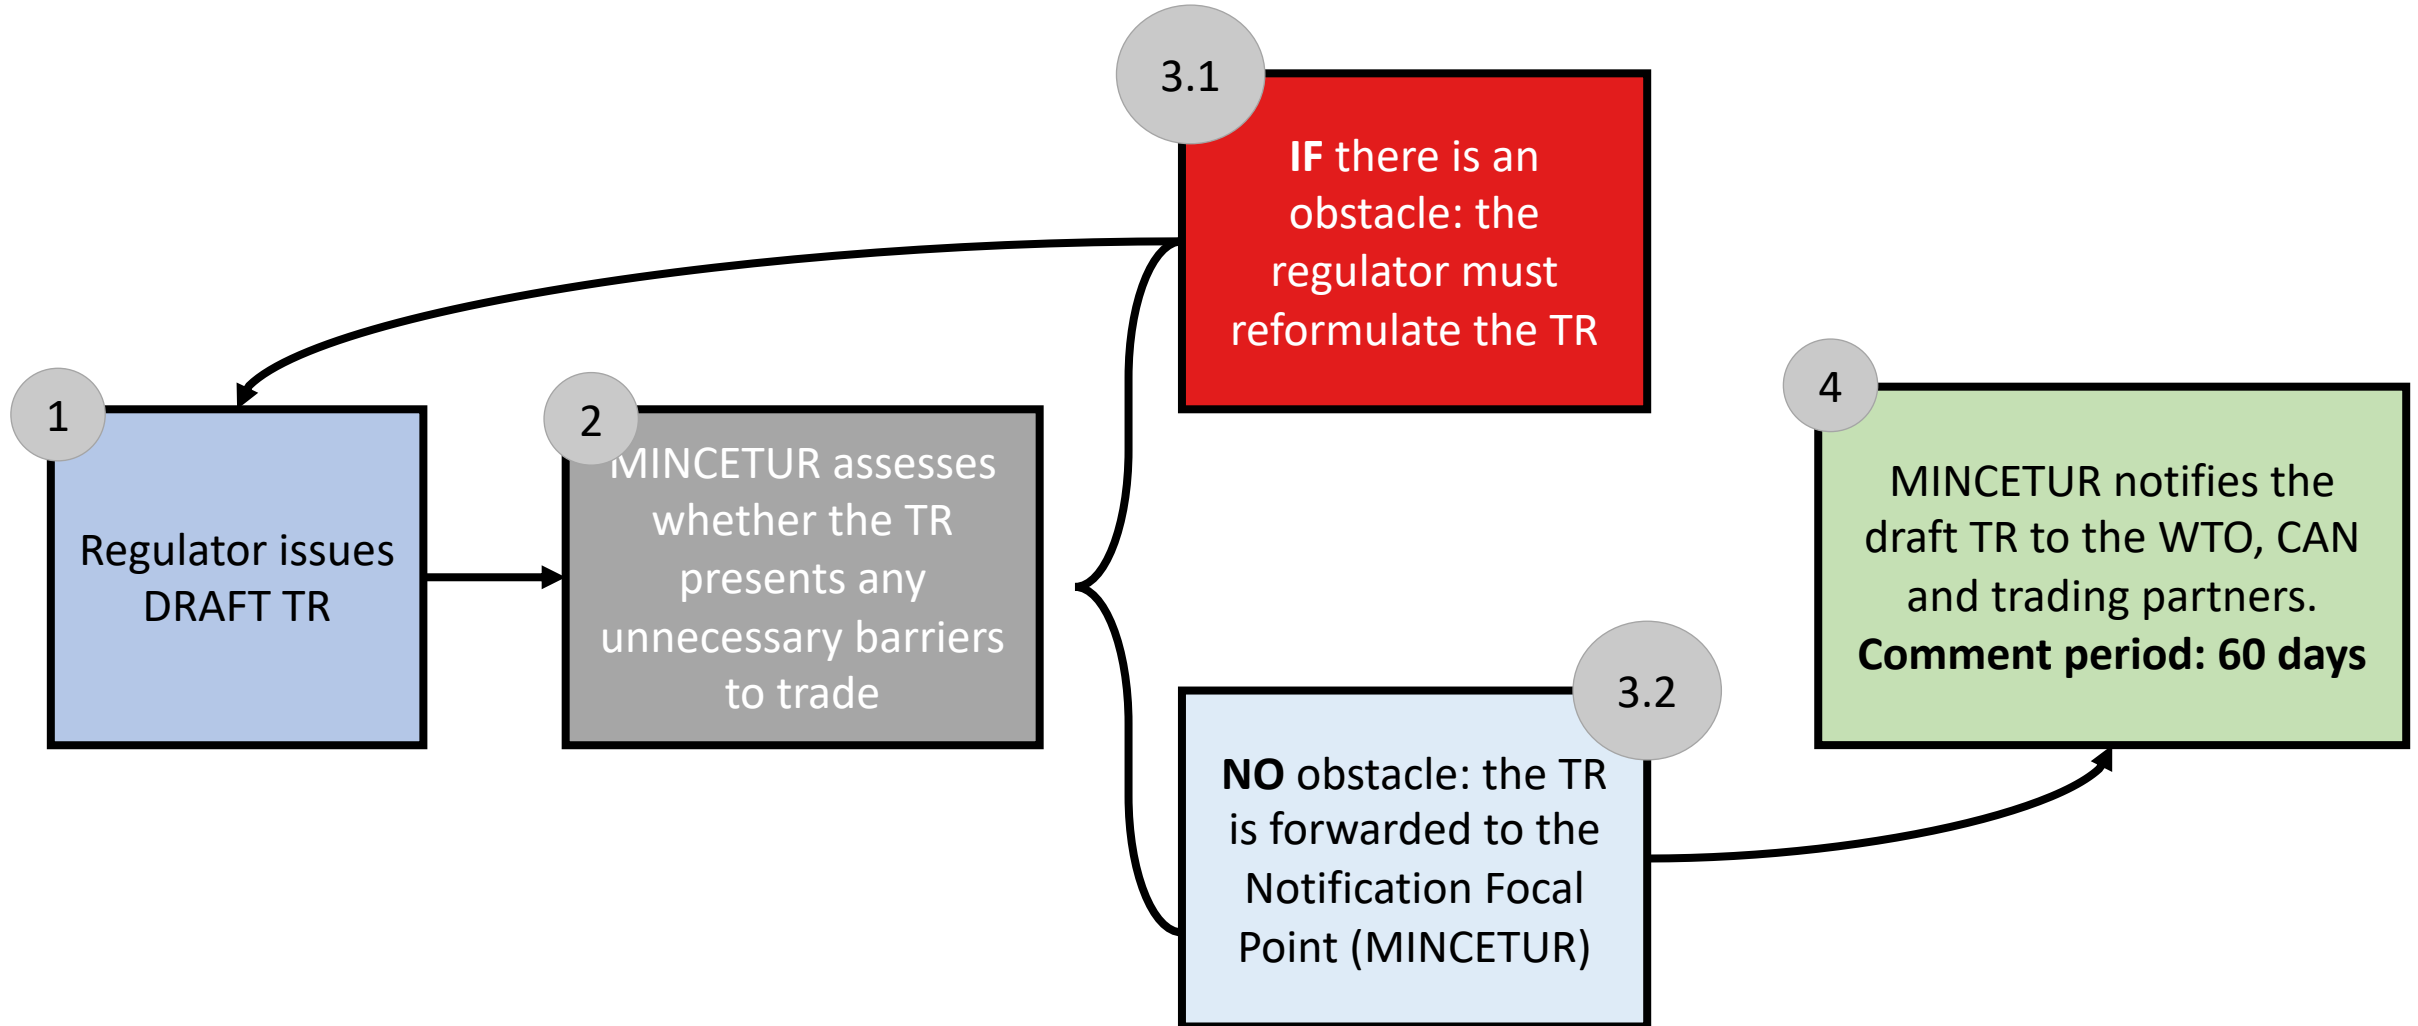 1
Regulator issues
DRAFT TR
2
MINCETUR assesses
whether the TR
presents any
unnecessary barriers
to trade
3.1
IF there is an
obstacle: the
regulator must
reformulate the TR
3.2
NO obstacle: the TR
is forwarded to the
Notification Focal
Point (MINCETUR)
4
MINCETUR notifies the
draft TR to the WTO, CAN
and trading partners.
Comment period: 60 days